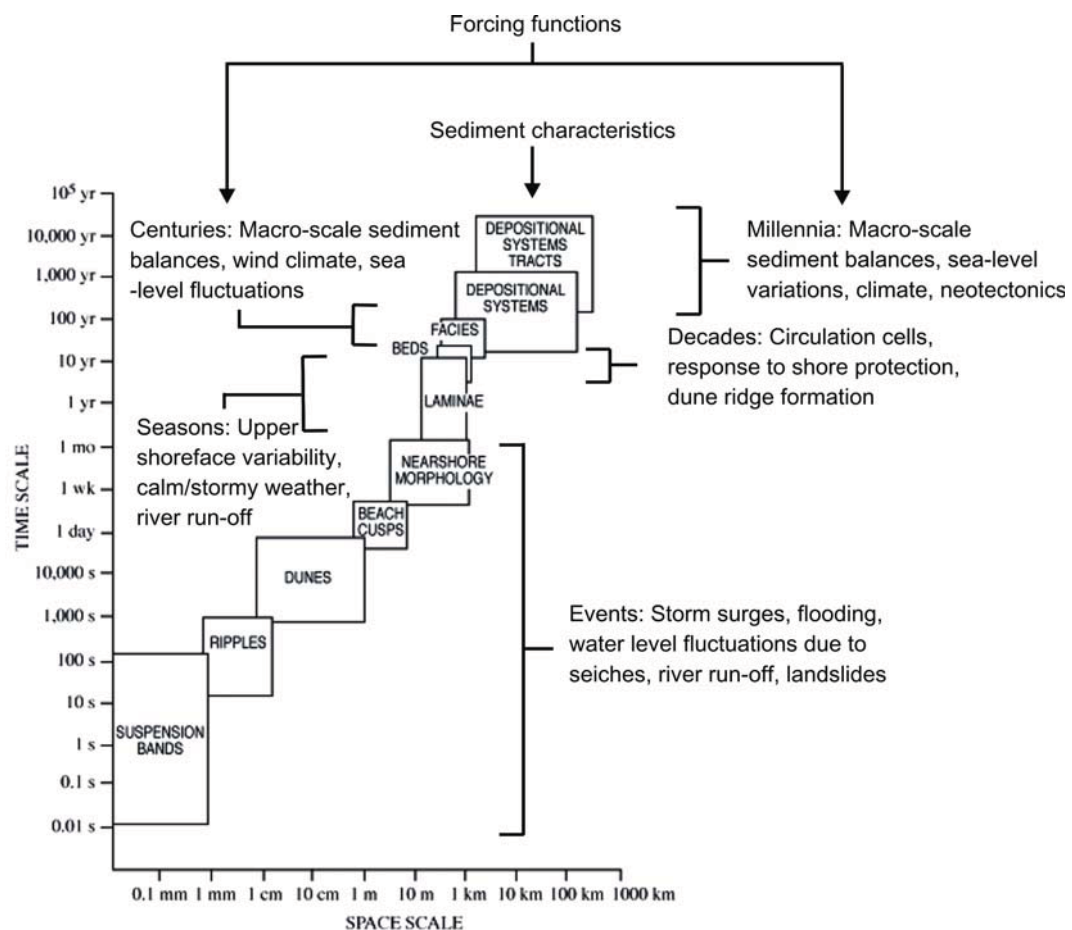 Forcing functions
Sediment characteristics
10⁵ yr
10,000 yr
1,000 yr
100 yr
10 yr
1 yr
1 mo
1 wk
1 day
10,000 s
1,000 s
100 s
10 s
1 s
0.1 s
0.01 s
TIME SCALE
Centuries: Macro-scale sediment
balances, wind climate, sea
-level fluctuations
Seasons: Upper
shoreface variability,
calm/stormy weather,
river run-off
DEPOSITIONAL
SYSTEMS
TRACTS
DEPOSITIONAL
SYSTEMS
FACIES
BEDS
LAMINAE
NEARSHORE
MORPHOLOGY
BEACH
CUSPS
DUNES
RIPPLES
SUSPENSION
BANDS
Millennia: Macro-scale
sediment balances, sea-level
variations, climate, neotectonics
Decades: Circulation cells,
response to shore protection,
dune ridge formation
Events: Storm surges, flooding,
water level fluctuations due to
seiches, river run-off, landslides
0.1 mm 1 mm 1 cm 10 cm 1 m 10 m 1 km 10 km 100 km 1000 km
SPACE SCALE